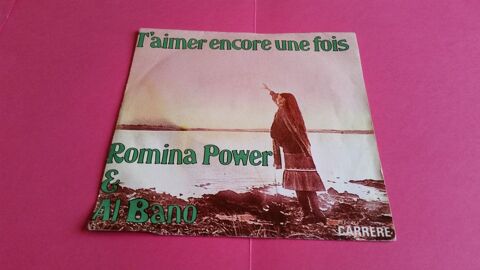 T'aimer encore une fois
Romina Power
&
Al Bano
CARRERE